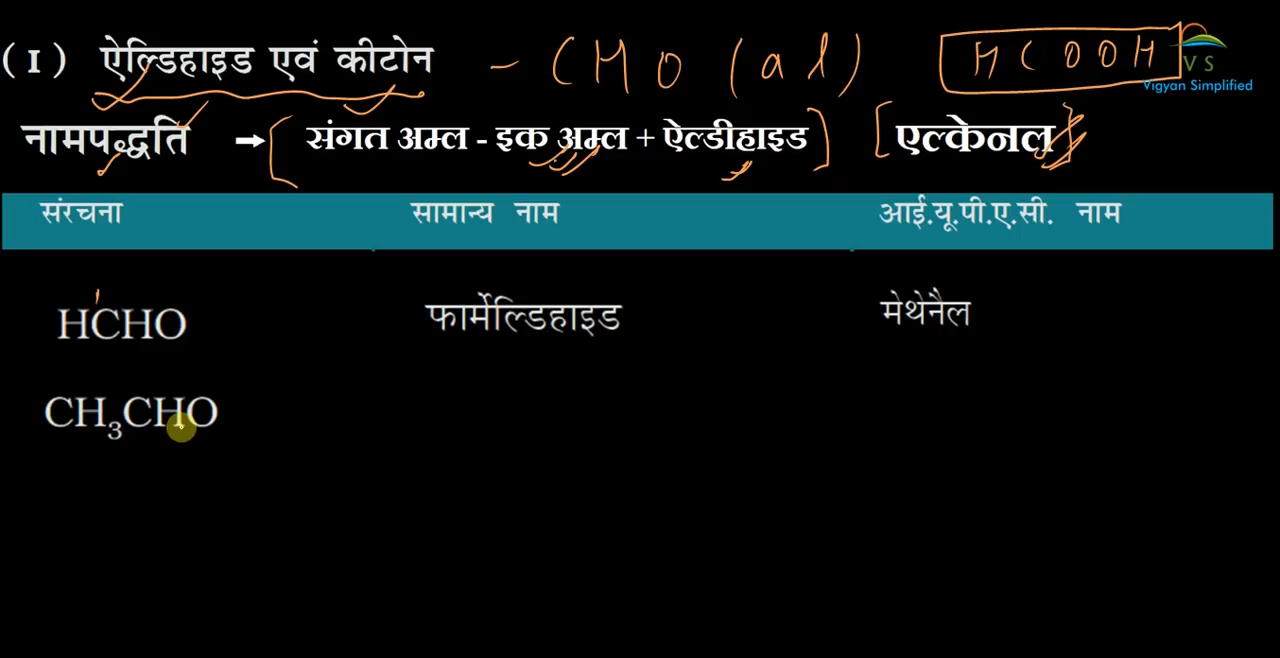 (I) ऐल्डिहाइड एवं कीटोन - CHO (al) HCOOH
VS
Vigyan Simplified
नामपद्धति → [संगत अम्ल - इक अम्ल + ऐल्डीहाइड] [एल्केनल]
संरचना सामान्य नाम आई.यू.पी.ए.सी. नाम
HCHO फार्मेल्डिहाइड मेथेनैल
CH₃CHO